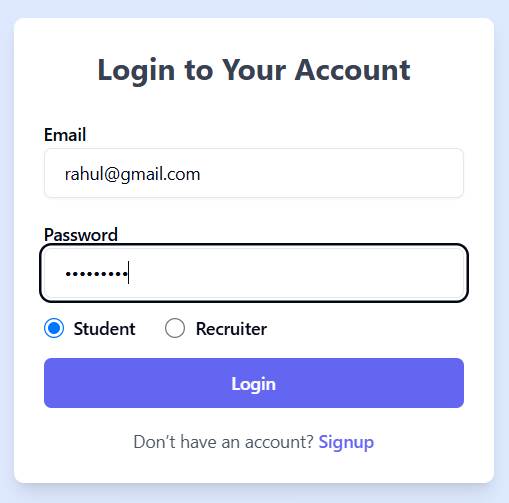 Login to Your Account
Email
rahul@gmail.com
Password
•••••••••
Student Recruiter
Login
Don't have an account? Signup